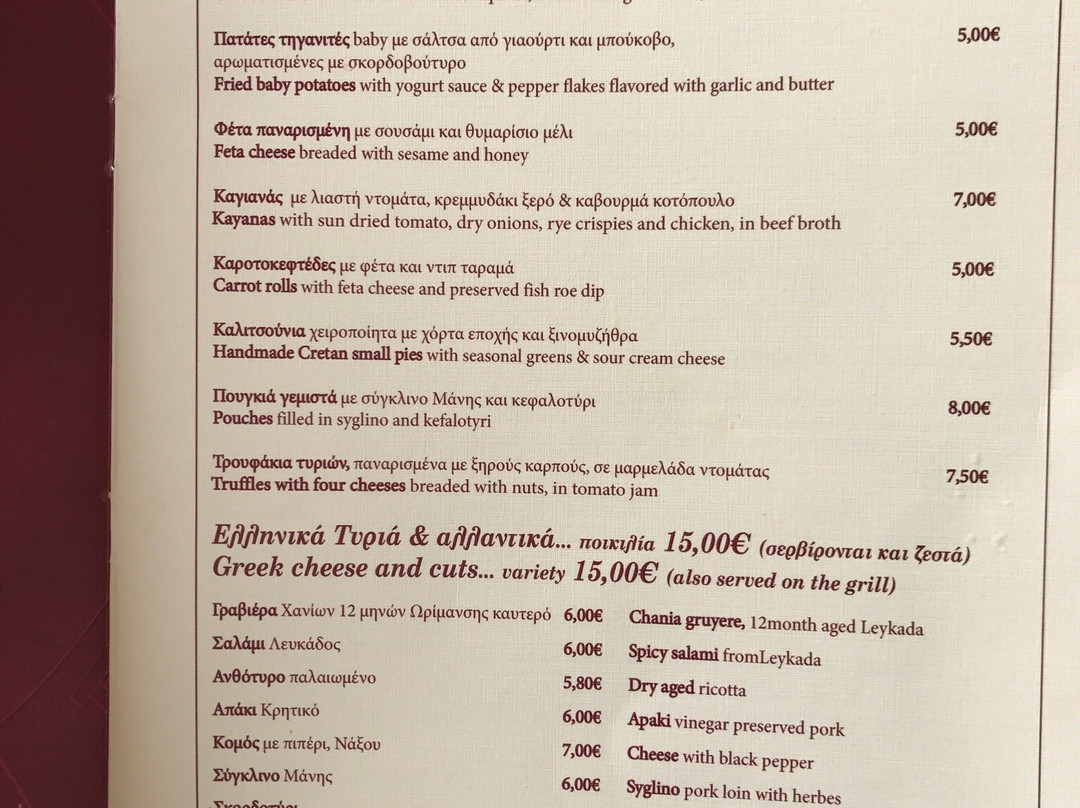 Πατάτες τηγανιτές baby με σάλτσα από γιαούρτι και μπούκοβο, 5,00€
αρωματισμένες με σκορδοβούτυρο
Fried baby potatoes with yogurt sauce & pepper flakes flavored with garlic and butter
Φέτα παναρισμένη με σουσάμι και θυμαρίσιο μέλι 5,00€
Feta cheese breaded with sesame and honey
Καγιανάς με λιαστή ντομάτα, κρεμμυδάκι ξερό & καβουρμά κοτόπουλο 7,00€
Kayanas with sun dried tomato, dry onions, rye crispies and chicken, in beef broth
Καροτοκεφτέδες με φέτα και ντιπ ταραμά 5,00€
Carrot rolls with feta cheese and preserved fish roe dip
Καλιτσούνια χειροποίητα με χόρτα εποχής και ξινομυζήθρα 5,50€
Handmade Cretan small pies with seasonal greens & sour cream cheese
Πουγκιά γεμιστά με σύγκλινο Μάνης και κεφαλοτύρι 8,00€
Pouches filled in syglino and kefalotyri
Τρουφάκια τυριών, παναρισμένα με ξηρούς καρπούς, σε μαρμελάδα ντομάτας 7,50€
Truffles with four cheeses breaded with nuts, in tomato jam
Ελληνικά Τυριά & αλλαντικά... ποικιλία 15,00€ (σερβίρονται και ζεστά)
Greek cheese and cuts... variety 15,00€ (also served on the grill)
Γραβιέρα Χανίων 12 μηνών Ωρίμανσης καυτερό 6,00€ Chania gruyere, 12month aged Leykada
Σαλάμι Λευκάδος 6,00€ Spicy salami fromLeykada
Ανθότυρο παλαιωμένο 5,80€ Dry aged ricotta
Απάκι Κρητικό 6,00€ Apaki vinegar preserved pork
Κομός με πιπέρι, Νάξου 7,00€ Cheese with black pepper
Σύγκλινο Μάνης 6,00€ Syglino pork loin with herbes